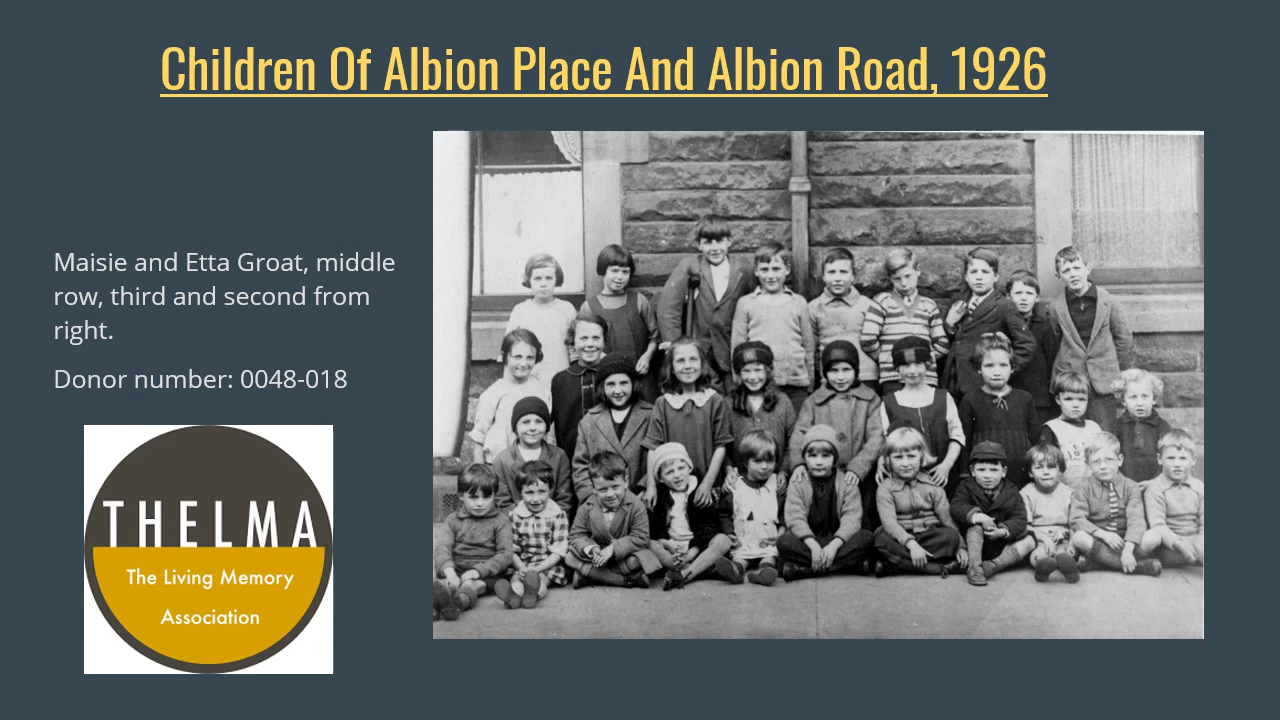 Children Of Albion Place And Albion Road, 1926
Maisie and Etta Groat, middle
row, third and second from
right.
Donor number: 0048-018
THELMA
The Living Memory
Association